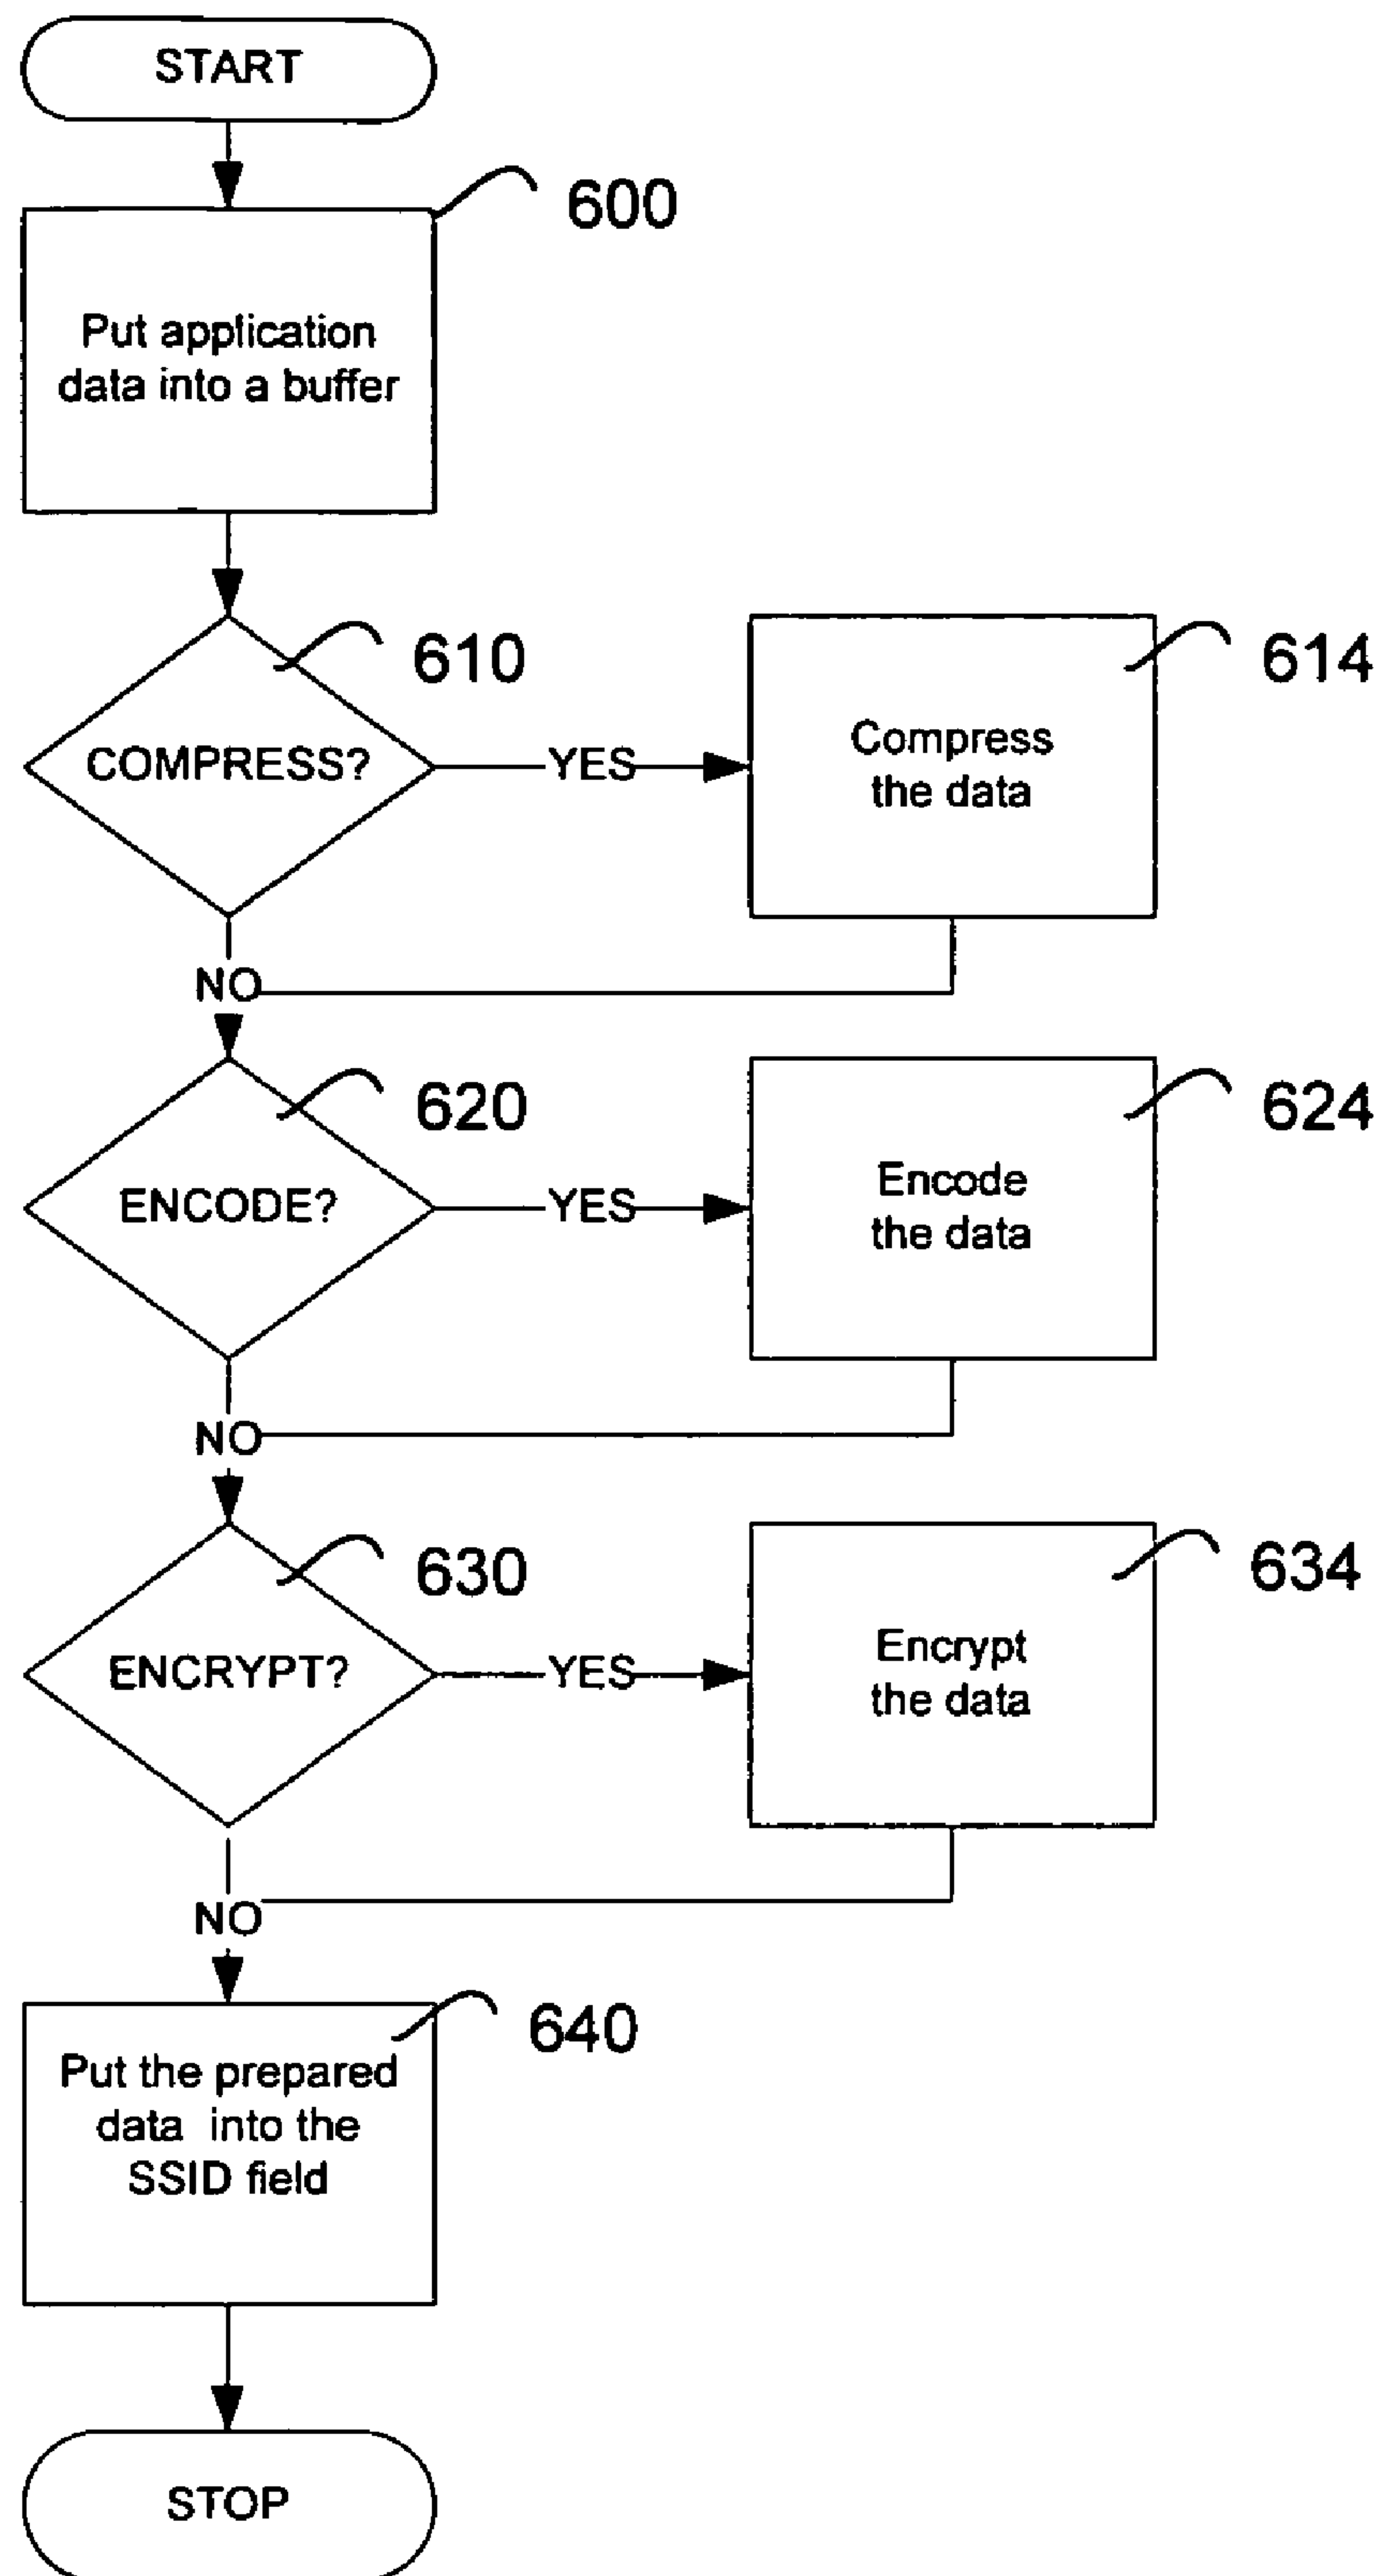 START
600
Put application
data into a buffer
610
COMPRESS?
YES
614
Compress
the data
NO
620
ENCODE?
YES
624
Encode
the data
NO
630
ENCRYPT?
YES
634
Encrypt
the data
NO
640
Put the prepared
data into the
SSID field
STOP